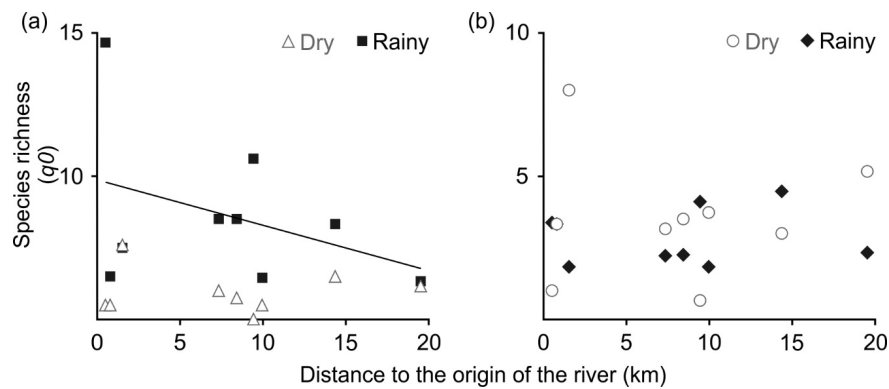 (a)
Dry Rainy
Species richness
(q0)
15
10
0 5 10 15 20
(b)
Dry Rainy
10
5
0
0 5 10 15 20
Distance to the origin of the river (km)